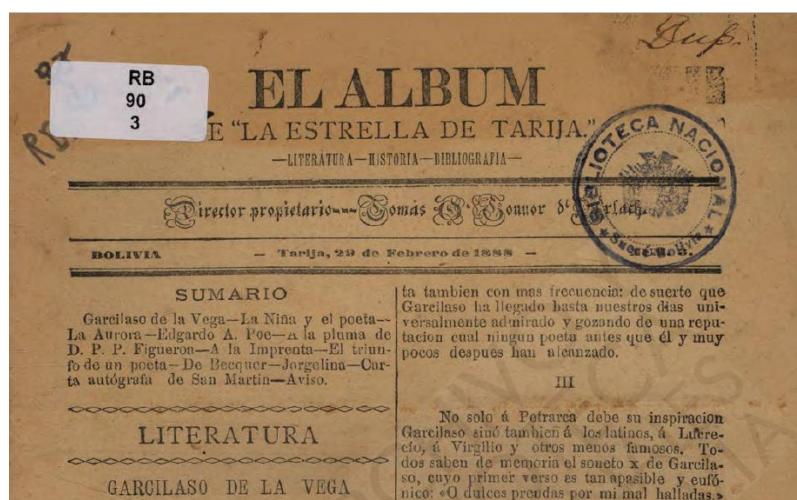 Dup.
RB
90
3
EL ALBUM
E "LA ESTRELLA DE TARIJA."
—LITERATURA—HISTORIA—BIBLIOGRAFIA—
BIBLIOTECA NACIONAL
Sucre-Bolivia
Director propietario---Tomás O'Connor d'
BOLIVIA. — Tarija, 29 de Febrero de 1888 —
SUMARIO
Garcilaso de la Vega—La Niña y el poeta—
La Aurora—Edgardo A. Poe—A la pluma de
D. P. P. Figueroa—A la Imprenta—El triun-
fo de un poeta—De Becquer—Jorgelina—Car-
ta autógrafa de San Martin—Aviso.
LITERATURA
GARCILASO DE LA VEGA
ta tambien con mas frecuencia: de suerte que
Garcilaso ha llegado hasta nuestros dias uni-
versalmente admirado y gozando de una repu-
tacion cual ningun poeta antes que él y muy
pocos despues han alcanzado.
III
No solo á Petrarca debe su inspiracion
Garcilaso sinó tambien á los latinos, á Lucre-
cio, á Virgilio y otros menos famosos. To-
dos saben de memoria el soneto x de Garcila-
so, cuyo primer verso es tan apasible y eufó-
nico: «O dulces prendas por mi mal halladas.»